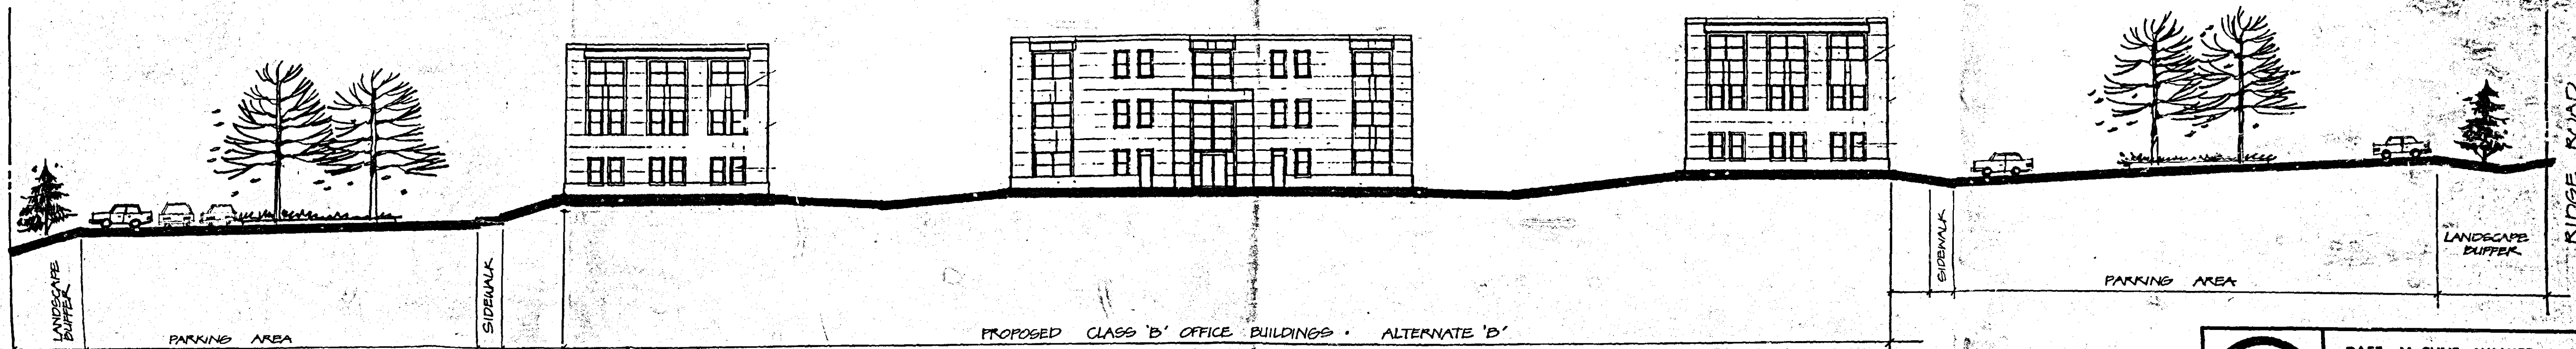 LANDSCAPE
BUFFER
PARKING AREA
SIDEWALK
PROPOSED CLASS 'B' OFFICE BUILDINGS • ALTERNATE 'B'
SIDEWALK
PARKING AREA
LANDSCAPE
BUFFER
RIDGE ROAD